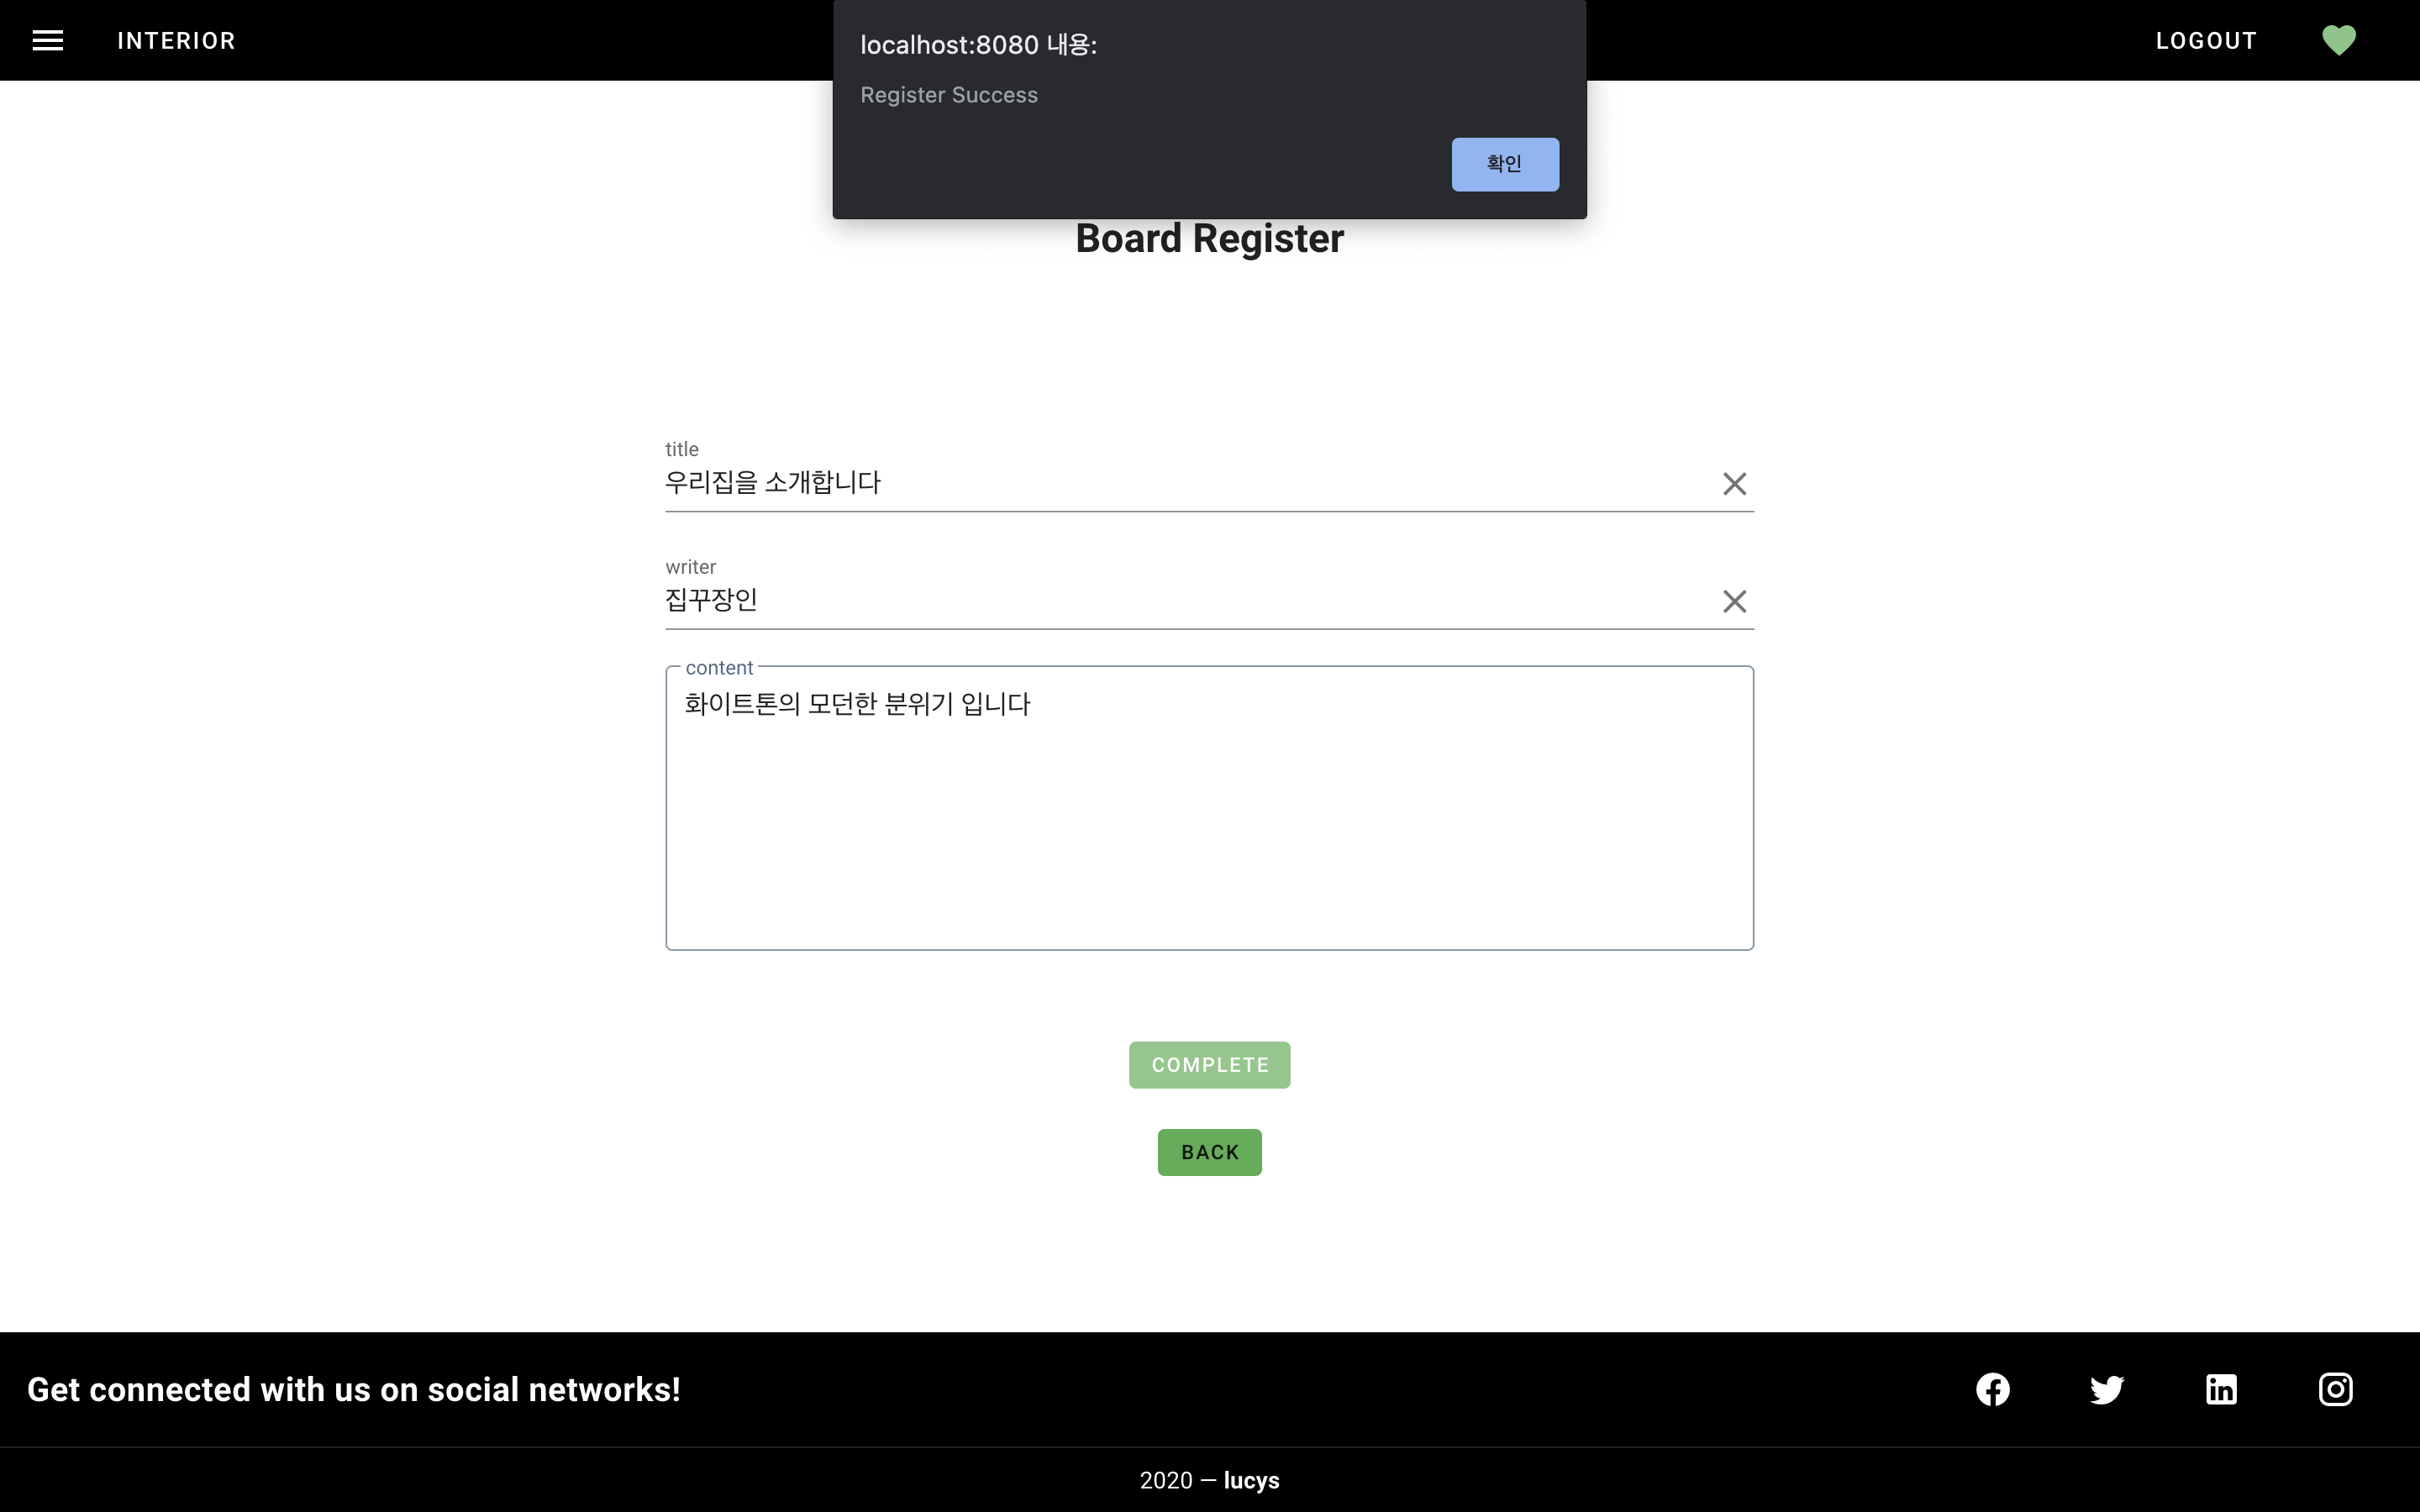 INTERIOR
LOGOUT
localhost:8080 내용:
Register Success
확인
Board Register
title
우리집을 소개합니다
writer
집꾸장인
content
화이트톤의 모던한 분위기 입니다
COMPLETE
BACK
Get connected with us on social networks!
2020 — lucys